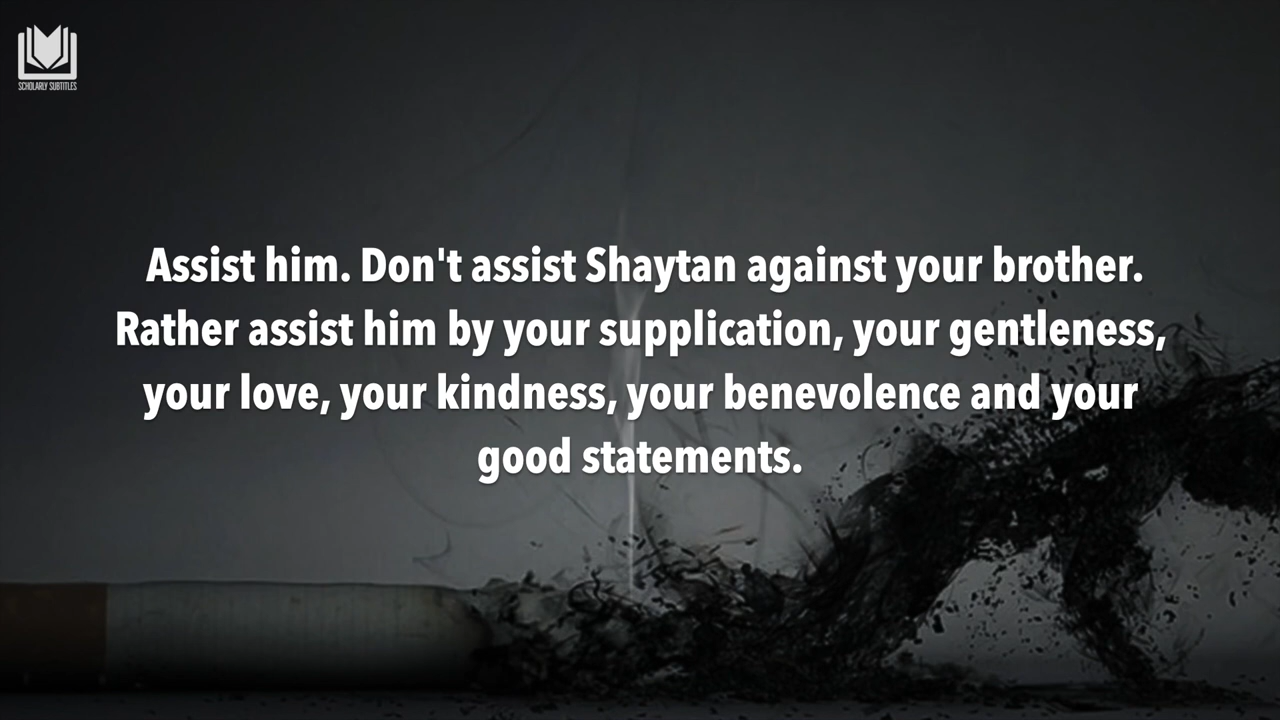 SCHOLARLY SUBTITLES
Assist him. Don't assist Shaytan against your brother.
Rather assist him by your supplication, your gentleness,
your love, your kindness, your benevolence and your
good statements.